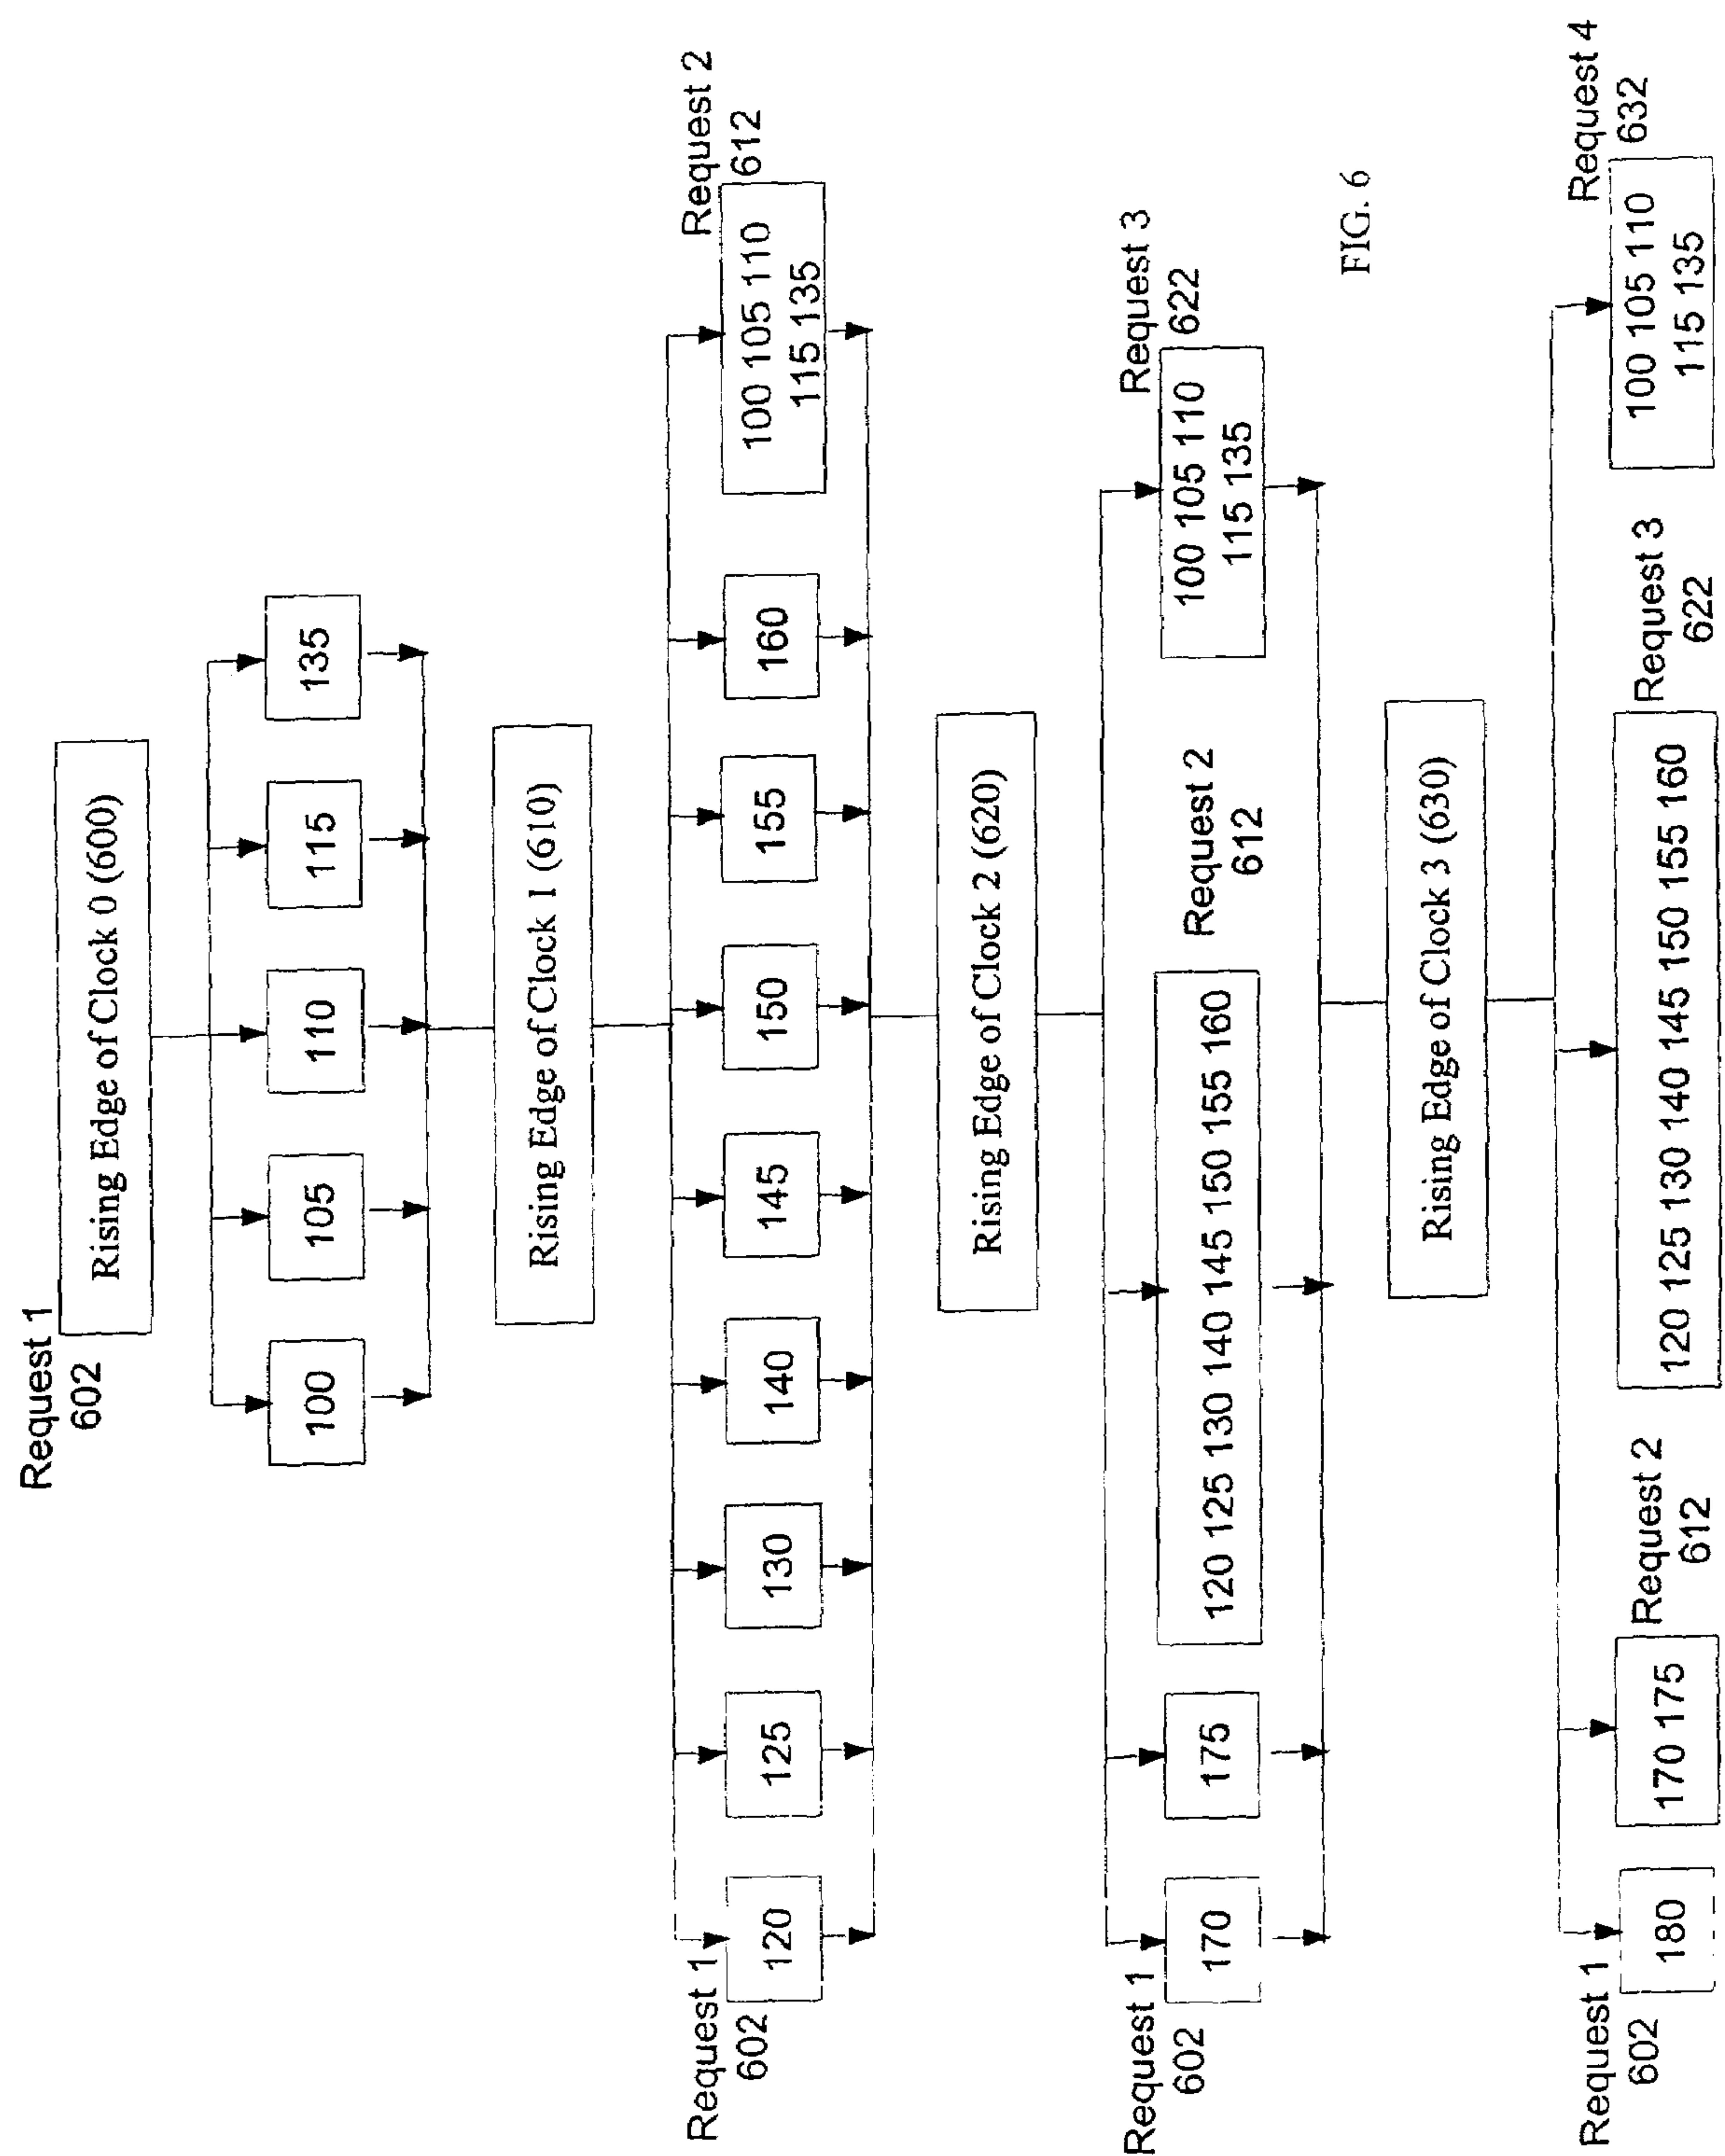 Request 1
602
Rising Edge of Clock 0 (600)
100
105
110
115
135
Rising Edge of Clock 1 (610)
Request 1
602
120
125
130
140
145
150
155
160
100 105 110
115 135
Request 2
612
Rising Edge of Clock 2 (620)
Request 1
602
170
175
120 125 130 140 145 150 155 160
Request 2
612
100 105 110
115 135
Request 3
622
Rising Edge of Clock 3 (630)
FIG. 6
Request 1
602
180
170 175
Request 2
612
120 125 130 140 145 150 155 160
Request 3
622
100 105 110
115 135
Request 4
632